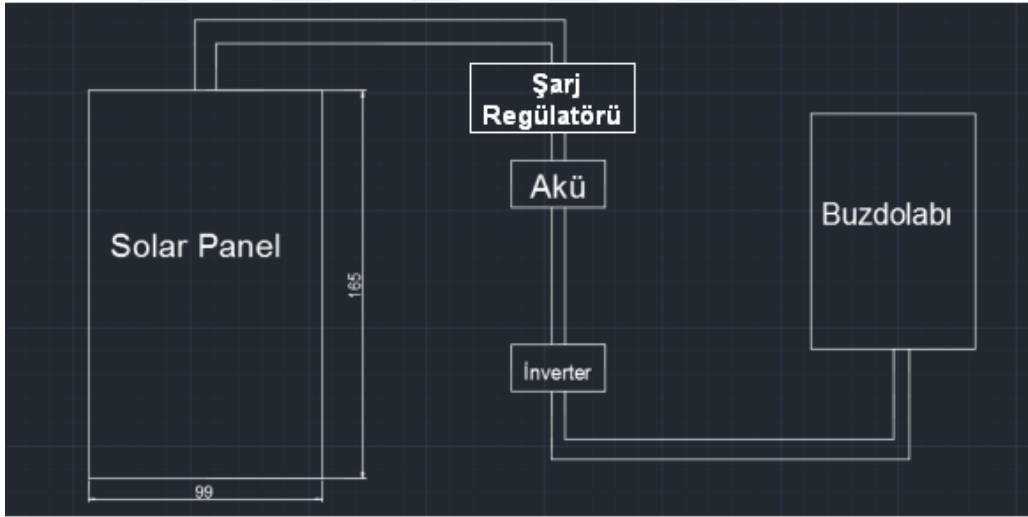 Şarj
Regülatörü
Akü
Buzdolabı
Solar Panel
165
İnverter
99